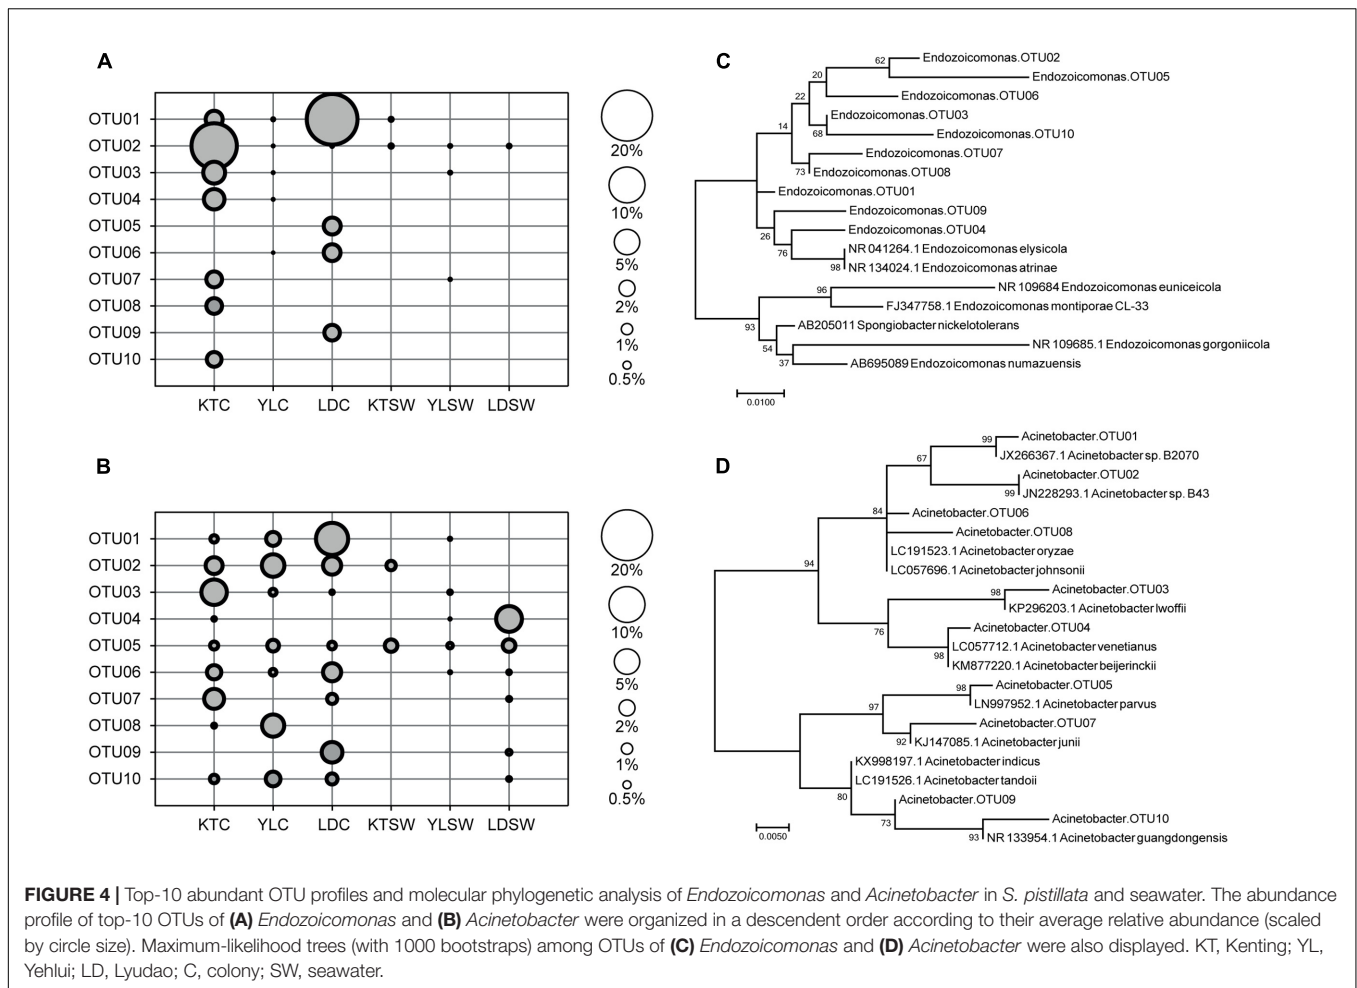 A
OTU01
OTU02
OTU03
OTU04
OTU05
OTU06
OTU07
OTU08
OTU09
OTU10
KTC YLC LDC KTSW YLSW LDSW
20%
10%
5%
2%
1%
0.5%
C
Endozoicomonas.OTU02
62
20
Endozoicomonas.OTU05
Endozoicomonas.OTU06
22
Endozoicomonas.OTU03
14
68
Endozoicomonas.OTU10
Endozoicomonas.OTU07
73
Endozoicomonas.OTU08
Endozoicomonas.OTU01
Endozoicomonas.OTU09
26
Endozoicomonas.OTU04
76
NR 041264.1 Endozoicomonas elysicola
98
NR 134024.1 Endozoicomonas atrinae
96
NR 109684 Endozoicomonas euniceicola
FJ347758.1 Endozoicomonas montiporae CL-33
93
AB205011 Spongiobacter nickelotolerans
54
NR 109685.1 Endozoicomonas gorgoniicola
37
AB695089 Endozoicomonas numazuensis
0.0100
B
OTU01
OTU02
OTU03
OTU04
OTU05
OTU06
OTU07
OTU08
OTU09
OTU10
KTC YLC LDC KTSW YLSW LDSW
20%
10%
5%
2%
1%
0.5%
D
99
Acinetobacter.OTU01
67
JX266367.1 Acinetobacter sp. B2070
Acinetobacter.OTU02
99
JN228293.1 Acinetobacter sp. B43
84
Acinetobacter.OTU06
Acinetobacter.OTU08
LC191523.1 Acinetobacter oryzae
94
LC057696.1 Acinetobacter johnsonii
98
Acinetobacter.OTU03
KP296203.1 Acinetobacter lwoffii
76
Acinetobacter.OTU04
LC057712.1 Acinetobacter venetianus
98
KM877220.1 Acinetobacter beijerinckii
98
Acinetobacter.OTU05
97
LN997952.1 Acinetobacter parvus
Acinetobacter.OTU07
92
KJ147085.1 Acinetobacter junii
KX998197.1 Acinetobacter indicus
LC191526.1 Acinetobacter tandoii
80
Acinetobacter.OTU09
73
Acinetobacter.OTU10
93
NR 133954.1 Acinetobacter guangdongensis
0.0050
FIGURE 4 | Top-10 abundant OTU profiles and molecular phylogenetic analysis of Endozoicomonas and Acinetobacter in S. pistillata and seawater. The abundance
profile of top-10 OTUs of (A) Endozoicomonas and (B) Acinetobacter were organized in a descendent order according to their average relative abundance (scaled
by circle size). Maximum-likelihood trees (with 1000 bootstraps) among OTUs of (C) Endozoicomonas and (D) Acinetobacter were also displayed. KT, Kenting; YL,
Yehlui; LD, Lyudao; C, colony; SW, seawater.